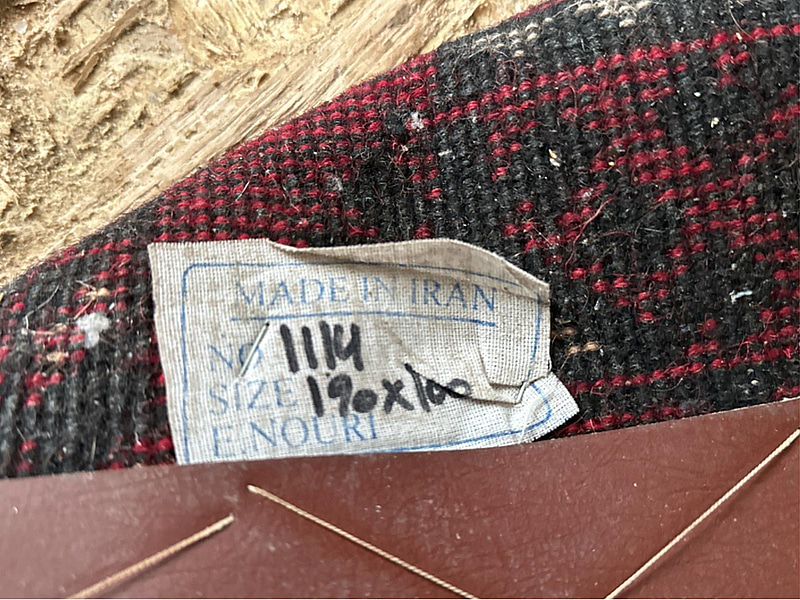 MADE IN IRAN
NO 1114
SIZE 190x100
E.NOURI